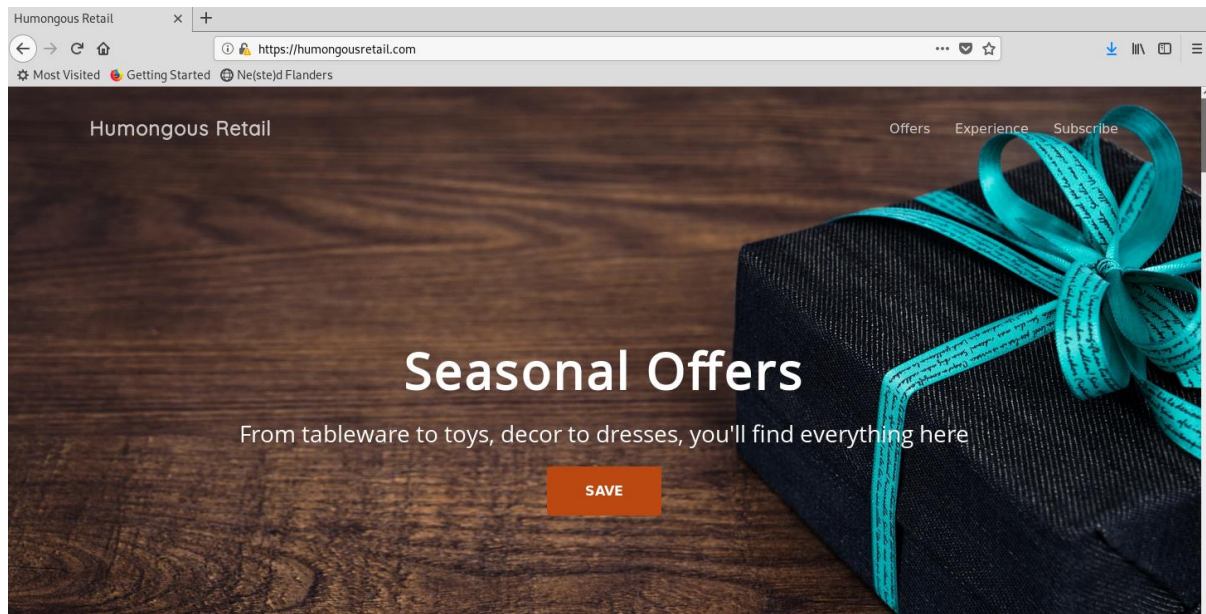 Humongous Retail
https://humongousretail.com
Most Visited Getting Started Ne(ste)d Flanders
Humongous Retail Offers Experience Subscribe
Seasonal Offers
From tableware to toys, decor to dresses, you'll find everything here
SAVE